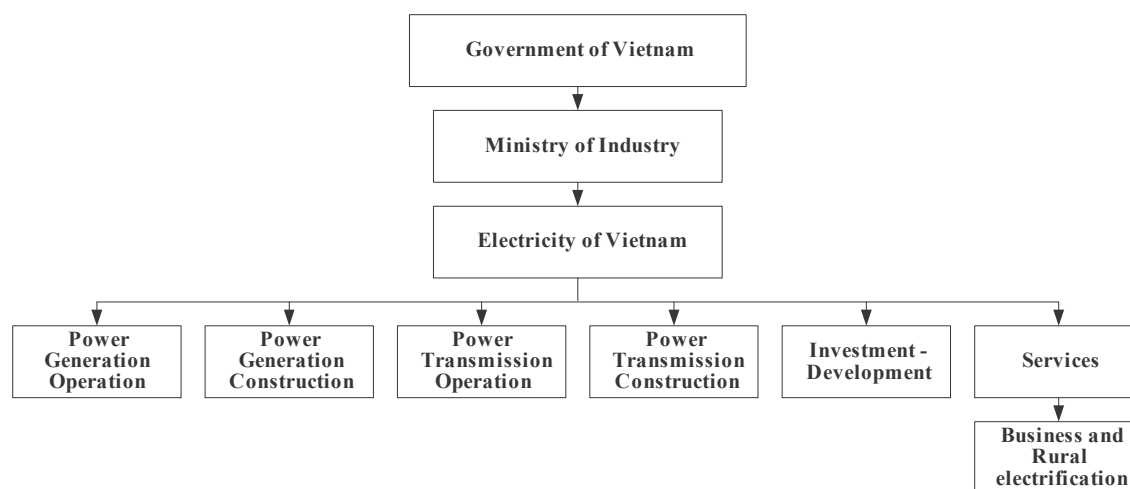 Government of Vietnam
Ministry of Industry
Electricity of Vietnam
Power
Generation
Operation
Power
Generation
Construction
Power
Transmission
Operation
Power
Transmission
Construction
Investment -
Development
Services
Business and
Rural
electrification